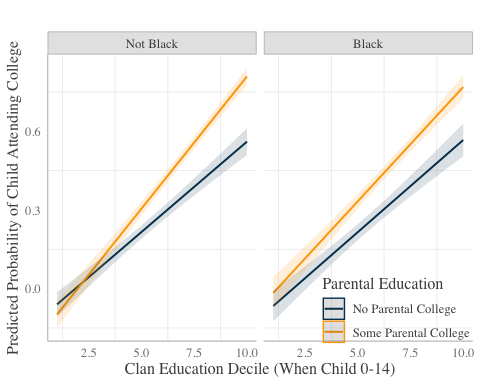 Not Black
Black
Predicted Probability of Child Attending College
0.6
0.3
0.0
Parental Education
No Parental College
Some Parental College
2.5 5.0 7.5 10.0 2.5 5.0 7.5 10.0
Clan Education Decile (When Child 0-14)